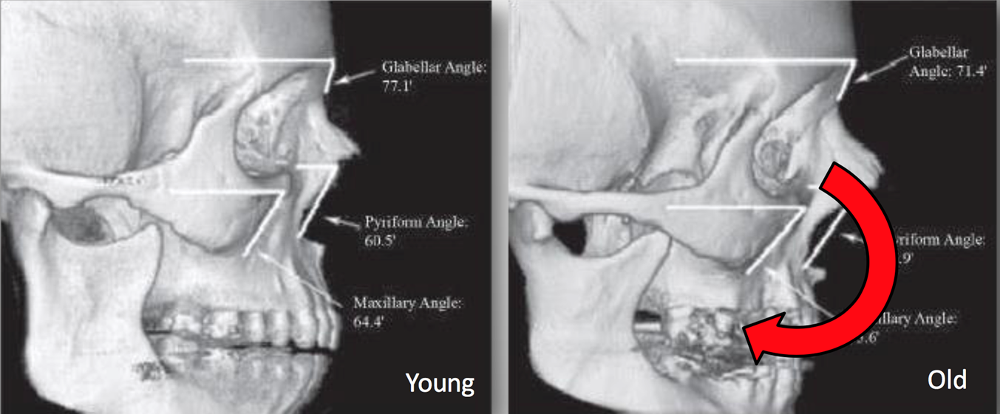 Glabellar Angle:
77.1'
Pyriform Angle:
60.5'
Maxillary Angle:
64.4'
Young
Glabellar
Angle: 71.4'
Angle:
Angle:
Old